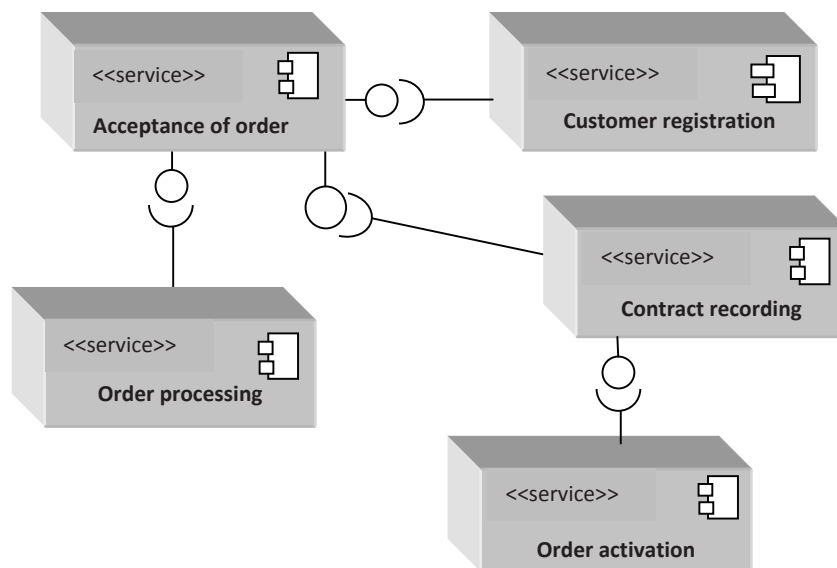 <<service>>
Acceptance of order
<<service>>
Customer registration
<<service>>
Contract recording
<<service>>
Order processing
<<service>>
Order activation